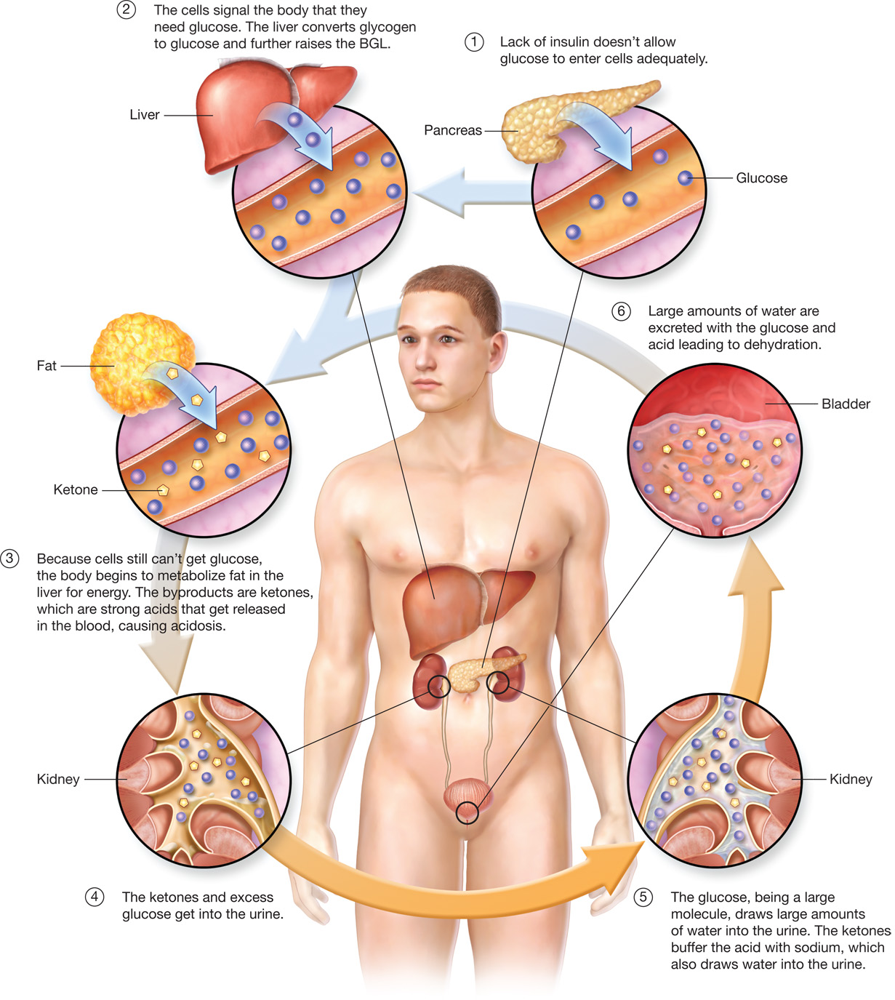 ② The cells signal the body that they
need glucose. The liver converts glycogen
to glucose and further raises the BGL.
① Lack of insulin doesn’t allow
glucose to enter cells adequately.
Liver
Pancreas
Glucose
⑥ Large amounts of water are
excreted with the glucose and
acid leading to dehydration.
Fat
Bladder
Ketone
③ Because cells still can’t get glucose,
the body begins to metabolize fat in the
liver for energy. The byproducts are ketones,
which are strong acids that get released
in the blood, causing acidosis.
Kidney
Kidney
④ The ketones and excess
glucose get into the urine.
⑤ The glucose, being a large
molecule, draws large amounts
of water into the urine. The ketones
buffer the acid with sodium, which
also draws water into the urine.